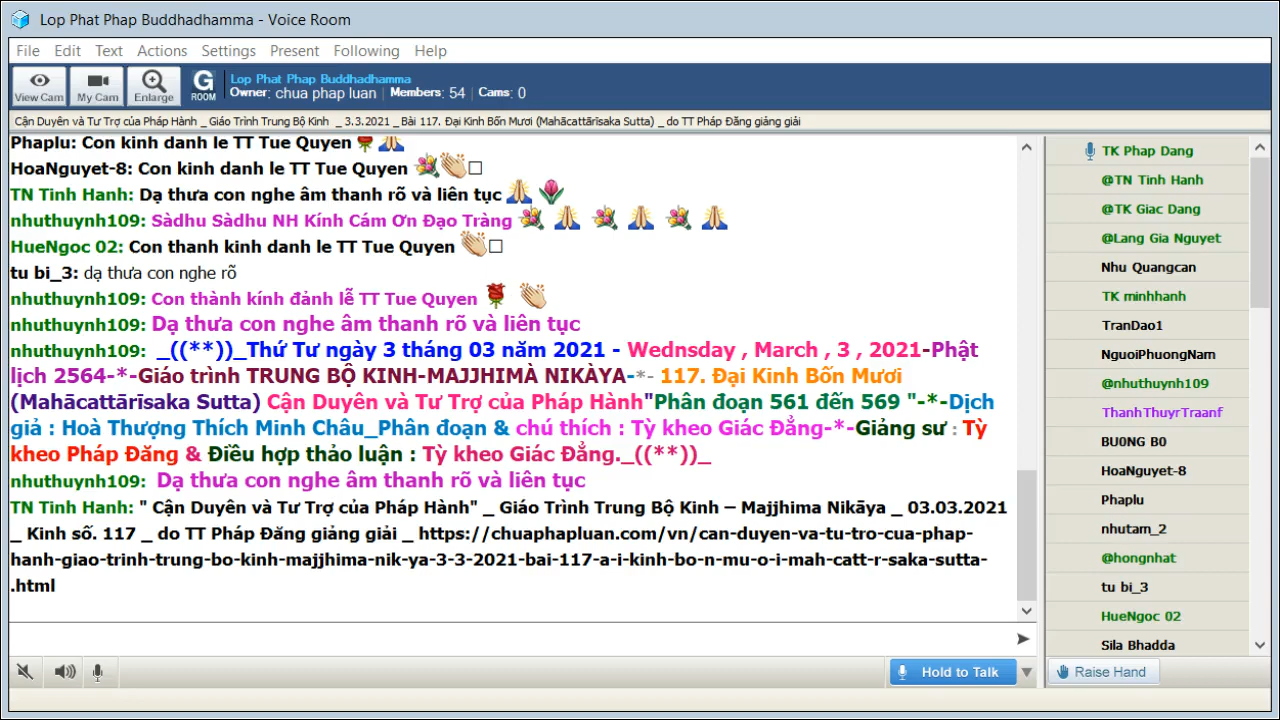 Lop Phat Phap Buddhadhamma - Voice Room
File Edit Text Actions Settings Present Following Help
View Cam My Cam Enlarge G ROOM
Lop Phat Phap Buddhadhamma
Owner: chua phap luan Members: 54 Cams: 0
Cận Duyên và Tư Trợ của Pháp Hành _ Giáo Trình Trung Bộ Kinh _ 3.3.2021 _ Bài 117. Đại Kinh Bốn Mươi (Mahācattārīsaka Sutta) _ do TT Pháp Đăng giảng giải
Phaplu: Con kinh danh le TT Tue Quyen
HoaNguyet-8: Con kinh danh le TT Tue Quyen
TN Tinh Hanh: Dạ thưa con nghe âm thanh rõ và liên tục
nhuthuynh109: Sàdhu Sàdhu NH Kính Cám Ơn Đạo Tràng
HueNgoc 02: Con thanh kinh danh le TT Tue Quyen
tu bi_3: dạ thưa con nghe rõ
nhuthuynh109: Con thành kính đảnh lễ TT Tue Quyen
nhuthuynh109: Dạ thưa con nghe âm thanh rõ và liên tục
nhuthuynh109: _((**))_Thứ Tư ngày 3 tháng 03 năm 2021 - Wednsday , March , 3 , 2021-Phật
lịch 2564-*-Giáo trình TRUNG BỘ KINH-MAJJHIMÀ NIKÀYA-*- 117. Đại Kinh Bốn Mươi
(Mahācattārīsaka Sutta) Cận Duyên và Tư Trợ của Pháp Hành"Phân đoạn 561 đến 569 "-*-Dịch
giả : Hoà Thượng Thích Minh Châu_Phân đoạn & chú thích : Tỳ kheo Giác Đẳng-*-Giảng sư : Tỳ
kheo Pháp Đăng & Điều hợp thảo luận : Tỳ kheo Giác Đẳng._((**))_
nhuthuynh109: Dạ thưa con nghe âm thanh rõ và liên tục
TN Tinh Hanh: " Cận Duyên và Tư Trợ của Pháp Hành" _ Giáo Trình Trung Bộ Kinh – Majjhima Nikāya _ 03.03.2021
_ Kinh số. 117 _ do TT Pháp Đăng giảng giải _ https://chuaphapluan.com/vn/can-duyen-va-tu-tro-cua-phap-
hanh-giao-trinh-trung-bo-kinh-majjhima-nik-ya-3-3-2021-bai-117-a-i-kinh-bo-n-mu-o-i-mah-catt-r-saka-sutta-
.html
Hold to Talk
TK Phap Dang
@TN Tinh Hanh
@TK Giac Dang
@Lang Gia Nguyet
Nhu Quangcan
TK minhhanh
TranDao1
NguoiPhuongNam
@nhuthuynh109
ThanhThuyrTraanf
BU0NG B0
HoaNguyet-8
Phaplu
nhutam_2
@hongnhat
tu bi_3
HueNgoc 02
Sila Bhadda
Raise Hand